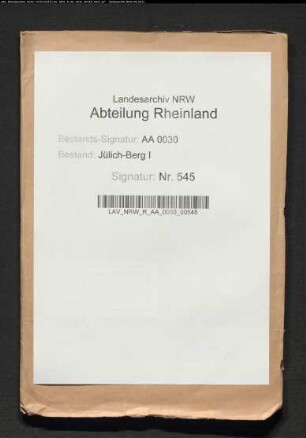 Landesarchiv NRW
Abteilung Rheinland
Bestands-Signatur: AA 0030
Bestand: Jülich-Berg I
Signatur: Nr. 545
LAV_NRW_R_AA_0030_00545